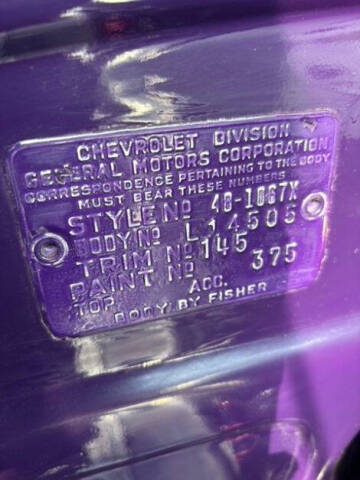 CHEVROLET DIVISION
GENERAL MOTORS CORPORATION
CORRESPONDENCE PERTAINING TO THE BODY
MUST BEAR THESE NUMBERS
STYLE NO 48-1067X
BODY NO L 14505
TRIM NO 145
PAINT NO 375
TOP ACC.
BODY BY FISHER